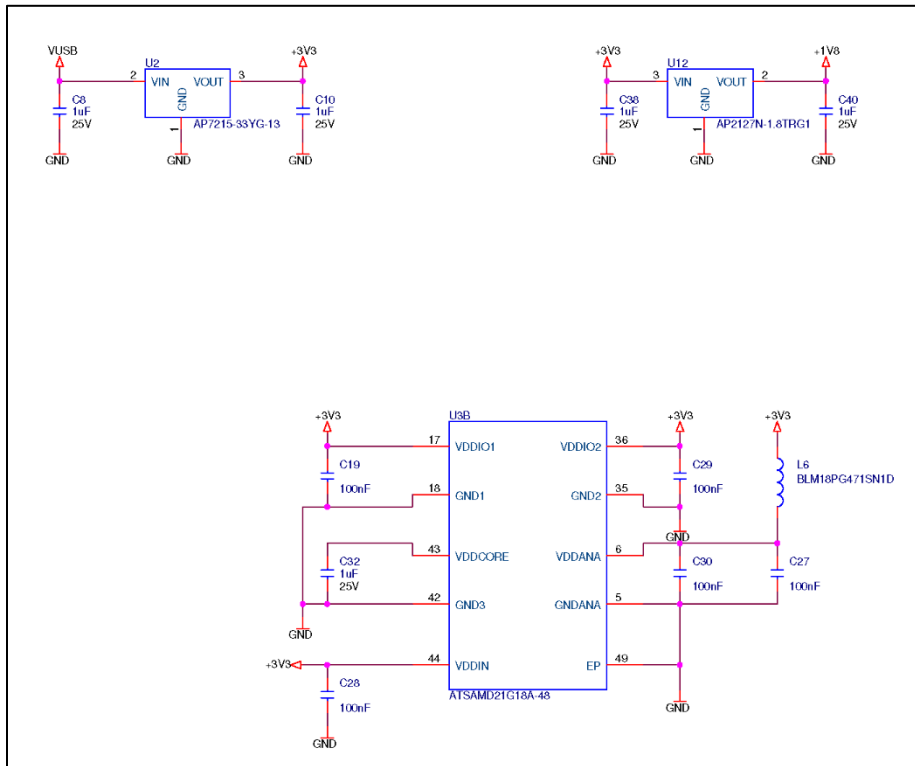 VUSB
U2
+3V3
2 VIN VOUT 3
GND
C8
1uF
25V
1
AP7215-33YG-13
C10
1uF
25V
GND
GND
GND
+3V3
U12
+1V8
3 VIN VOUT 2
GND
C38
1uF
25V
1
AP2127N-1.8TRG1
C40
1uF
25V
GND
GND
GND
+3V3
U3B
+3V3
+3V3
17 VDDIO1 VDDIO2 36
C19
100nF
C29
100nF
L6
BLM18PG471SN1D
18 GND1 GND2 35
GND
43 VDDCORE VDDANA 6
C32
1uF
25V
C30
100nF
C27
100nF
42 GND3 GNDANA 5
GND
+3V3
44 VDDIN EP 49
C28
100nF
ATSAMD21G18A-48
GND
GND